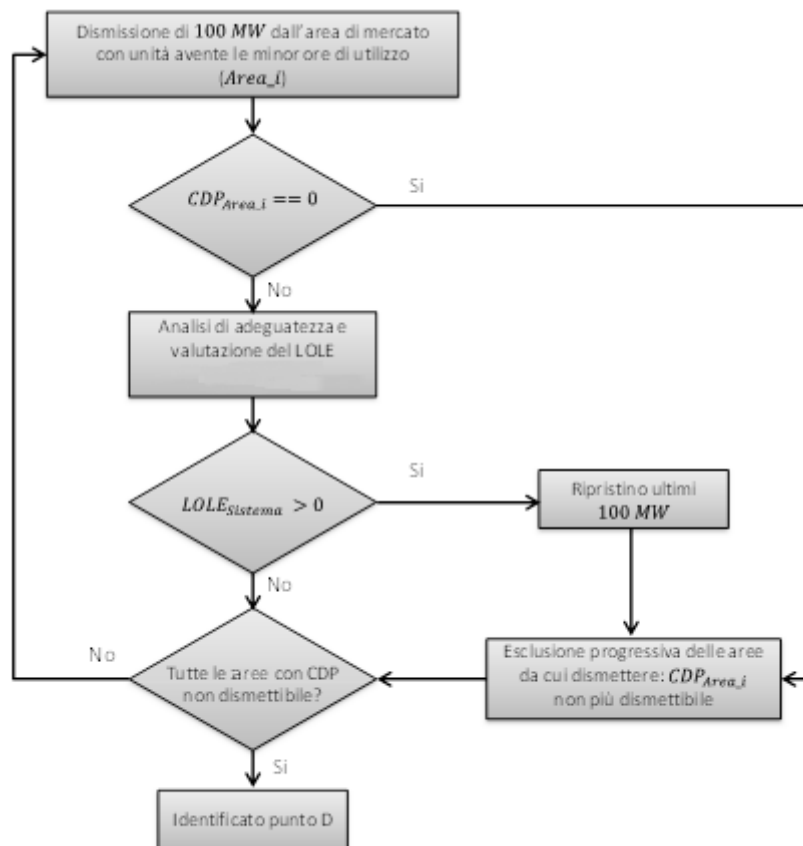 Dismissione di 100 MW dall'area di mercato
con unità avente le minor ore di utilizzo
(Area_i)
CDP_Area_i == 0
Si
No
Analisi di adeguatezza e
valutazione del LOLE
LOLE_Sistema > 0
Si
Ripristino ultimi
100 MW
No
Esclusione progressiva delle aree
da cui dismettere: CDP_Area_i
non più dismettibile
Tutte le aree con CDP
non dismettibile?
No
Si
Identificato punto D